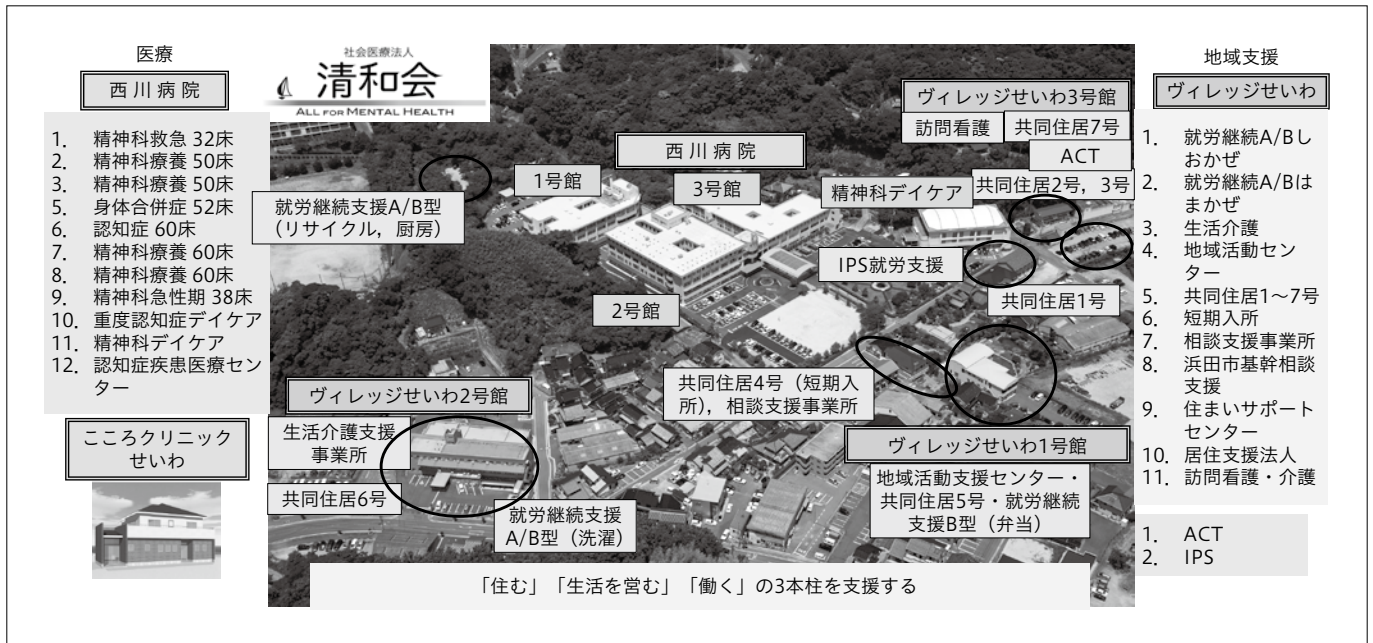 医療
西川病院
1. 精神科救急 32床
2. 精神科療養 50床
3. 精神科療養 50床
5. 身体合併症 52床
6. 認知症 60床
7. 精神科療養 60床
8. 精神科療養 60床
9. 精神科急性期 38床
10. 重度認知症デイケア
11. 精神科デイケア
12. 認知症疾患医療セン
ター
こころクリニック
せいわ
社会医療法人
清和会
ALL FOR MENTAL HEALTH
就労継続支援A/B型
（リサイクル，厨房）
1号館
西川病院
3号館
2号館
精神科デイケア
ヴィレッジせいわ3号館
訪問看護
共同住居7号
ACT
共同住居2号，3号
IPS就労支援
共同住居1号
共同住居4号（短期入
所），相談支援事業所
ヴィレッジせいわ2号館
生活介護支援
事業所
共同住居6号
就労継続支援
A/B型（洗濯）
ヴィレッジせいわ1号館
地域活動支援センター・
共同住居5号・就労継続
支援B型（弁当）
「住む」「生活を営む」「働く」の3本柱を支援する
地域支援
ヴィレッジせいわ
1. 就労継続A/Bし
おかぜ
2. 就労継続A/Bは
まかぜ
3. 生活介護
4. 地域活動セン
ター
5. 共同住居1～7号
6. 短期入所
7. 相談支援事業所
8. 浜田市基幹相談
支援
9. 住まいサポート
センター
10. 居住支援法人
11. 訪問看護・介護
1. ACT
2. IPS